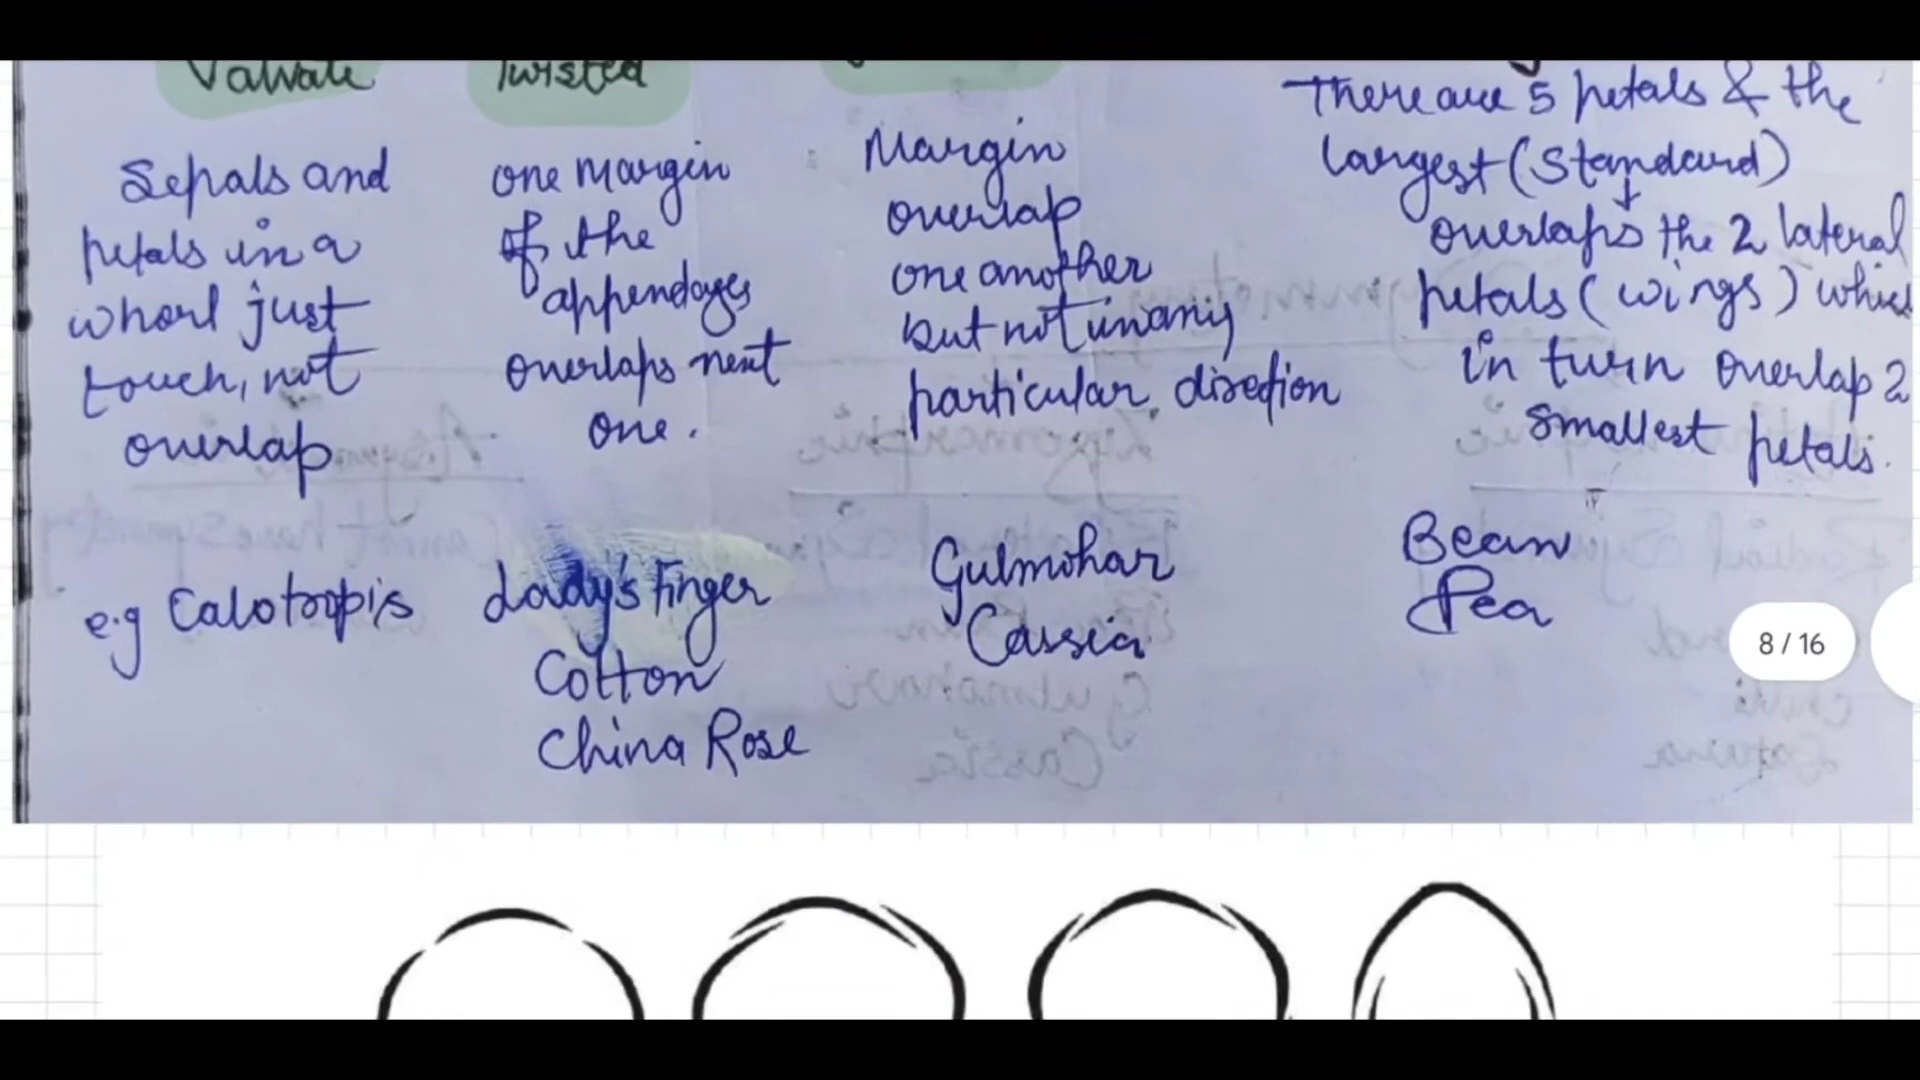 Valvate
Sepals and
petals in a
whorl just
touch, not
overlap
e.g Calotropis
Twisted
one margin
of the
appendages
overlaps next
one.
Lady's Finger
Cotton
China Rose
Margin
overlap
one another
but not in any
particular direction
Gulmohar
Cassia
There are 5 petals & the
largest (Standard)
overlaps the 2 lateral
petals (wings) which
in turn overlap 2
smallest petals.
Bean
Pea
8 / 16